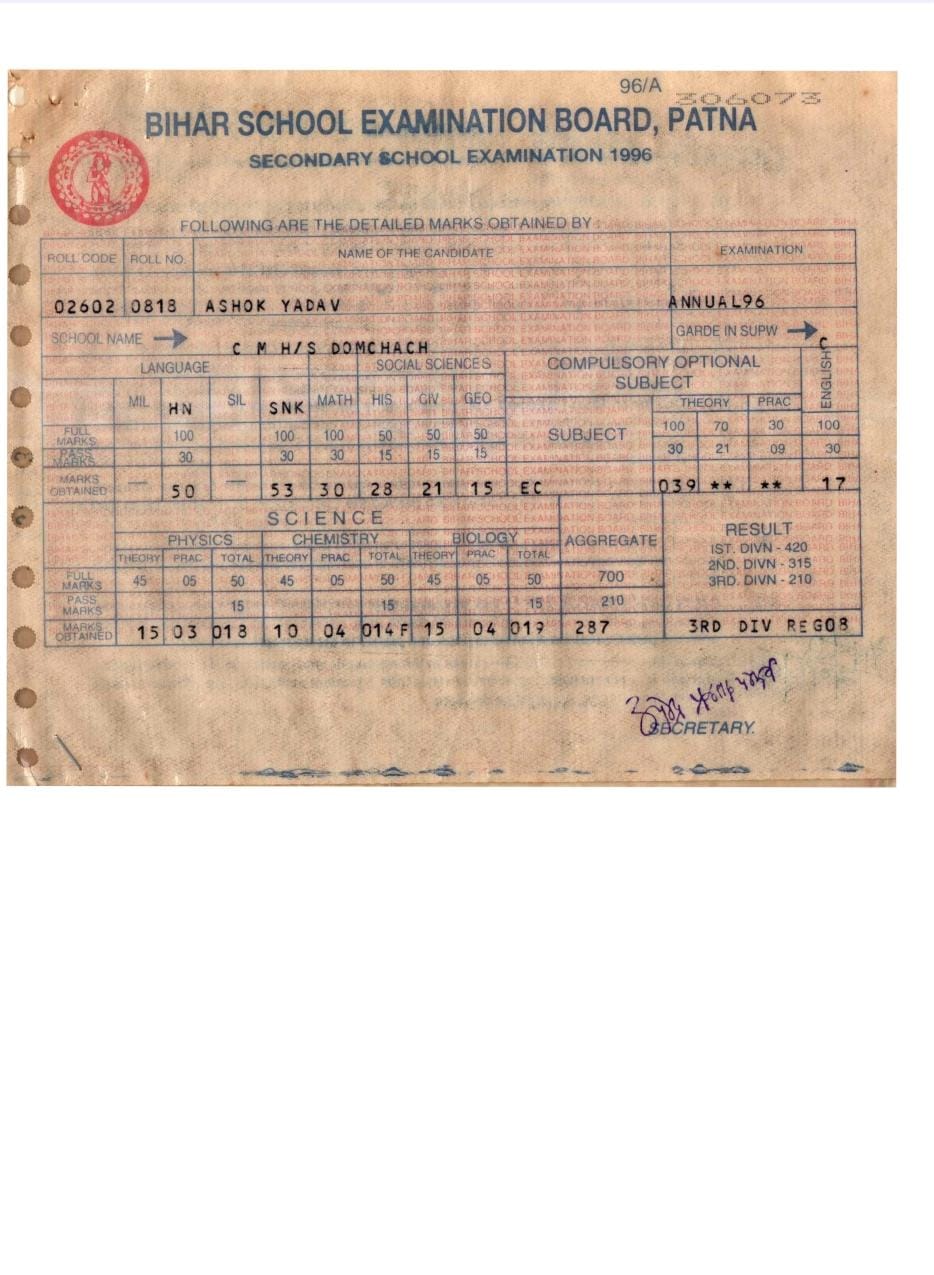 96/A
306073
BIHAR SCHOOL EXAMINATION BOARD, PATNA
SECONDARY SCHOOL EXAMINATION 1996
FOLLOWING ARE THE DETAILED MARKS OBTAINED BY
ROLL CODE ROLL NO. NAME OF THE CANDIDATE EXAMINATION
02602 0818 ASHOK YADAV ANNUAL96
SCHOOL NAME → C M H/S DOMCHACH GARDE IN SUPW → C
LANGUAGE SOCIAL SCIENCES COMPULSORY OPTIONAL SUBJECT ENGLISH
MIL HN SIL SNK MATH HIS CIV GEO SUBJECT THEORY PRAC
FULL MARKS 100 100 100 50 50 50 100 70 30 100
PASS MARKS 30 30 30 15 15 15 30 21 09 30
MARKS OBTAINED — 50 — 53 30 28 21 15 EC 039 ** ** 17
SCIENCE
PHYSICS CHEMISTRY BIOLOGY AGGREGATE RESULT
THEORY PRAC TOTAL THEORY PRAC TOTAL THEORY PRAC TOTAL
1ST. DIVN - 420
2ND. DIVN - 315
3RD. DIVN - 210
FULL MARKS 45 05 50 45 05 50 45 05 50 700
PASS MARKS 15 15 15 210
MARKS OBTAINED 15 03 018 10 04 014F 15 04 019 287 3RD DIV REG08
SECRETARY.